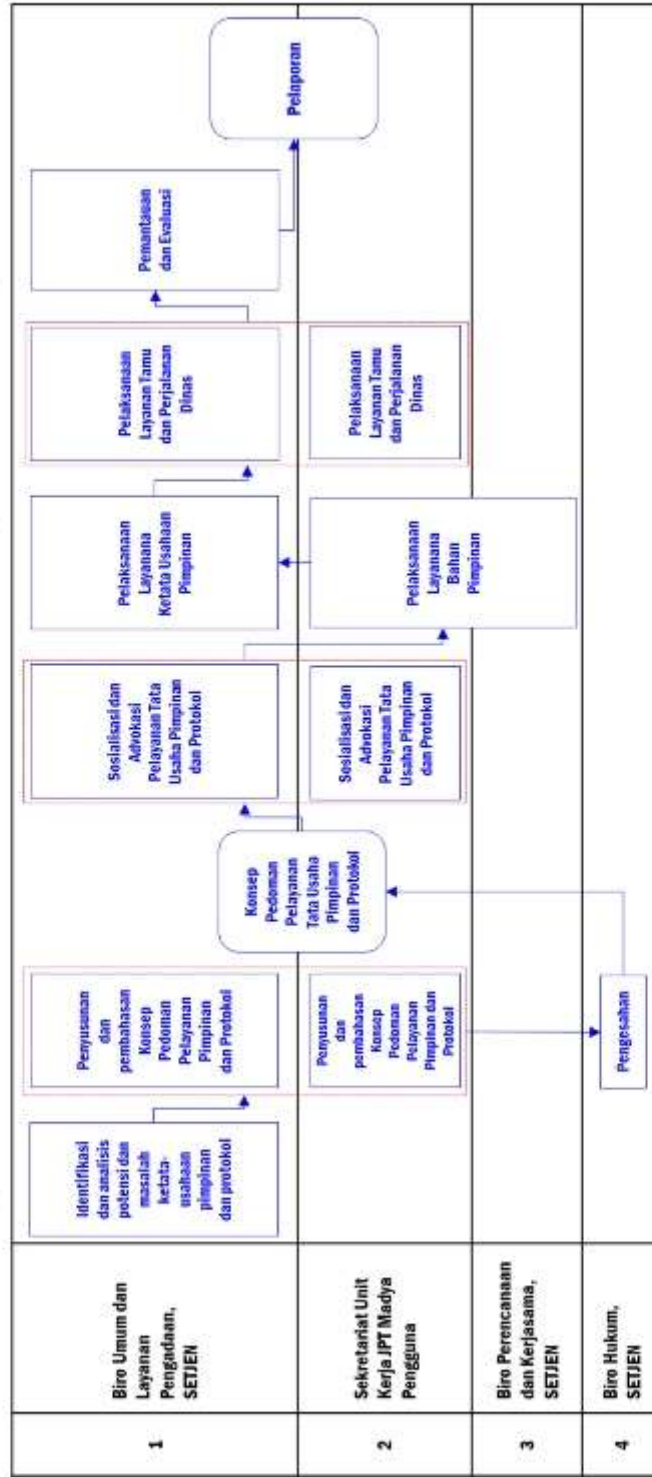 1
Biro Umum dan
Layanan
Pengadaan,
SETJEN
Identifikasi
dan analisis
potensi dan
masalah
ketata-
usahaan
pimpinan
dan protokol
Penyusunan
dan
pembahasan
Konsep
Pedoman
Pelayanan
Pimpinan
dan Protokol
Konsep
Pedoman
Pelayanan
Tata Usaha
Pimpinan
dan Protokol
Sosialisasi dan
Advokasi
Pelayanan Tata
Usaha Pimpinan
dan Protokol
Pelaksanaan
Layanana
Ketata Usahaan
Pimpinan
Pelaksanaan
Layanan Tamu
dan Perjalanan
Dinas
Pemantauan
dan Evaluasi
Pelaporan
2
Sekretariat Unit
Kerja JPT Madya
Pengguna
Penyusunan
dan
pembahasan
Konsep
Pedoman
Pelayanan
Pimpinan dan
Protokol
Sosialisasi dan
Advokasi
Pelayanan Tata
Usaha Pimpinan
dan Protokol
Pelaksanaan
Layanana
Bahan
Pimpinan
Pelaksanaan
Layanan Tamu
dan Perjalanan
Dinas
3
Biro Perencanaan
dan Kerjasama,
SETJEN
4
Biro Hukum,
SETJEN
Pengesahan